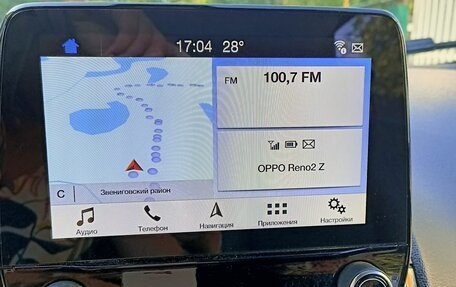 17:04 28°
FM 100,7 FM
OPPO Reno2 Z
С Звениговский район
Аудио Телефон Навигация Приложения Настройки